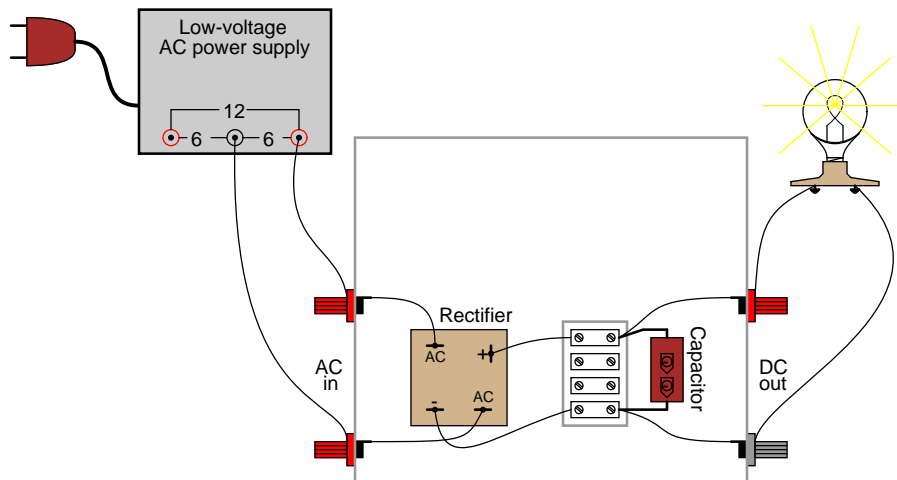 Low-voltage
AC power supply
12
6 6
Rectifier
AC
+
-
AC
AC
in
Capacitor
DC
out